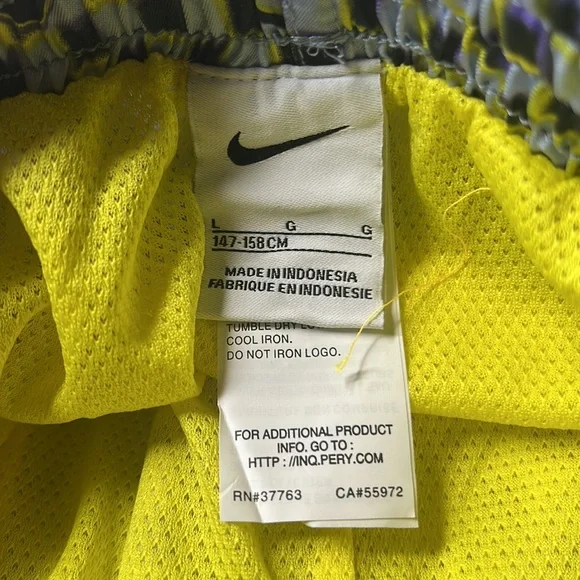 L G G
147-158CM
MADE IN INDONESIA
FABRIQUE EN INDONESIE
TUMBLE DRY
COOL IRON.
DO NOT IRON LOGO.
FOR ADDITIONAL PRODUCT
INFO. GO TO :
HTTP ://INQ.PERY.COM
RN#37763 CA#55972